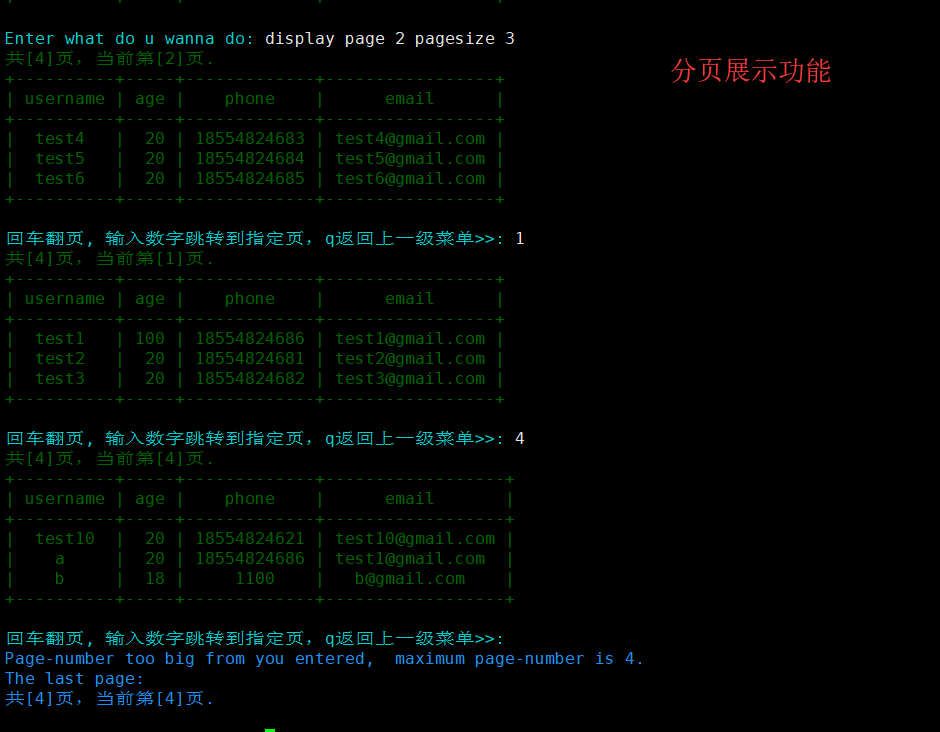 Enter what do u wanna do: display page 2 pagesize 3
共[4]页, 当前第[2]页.
分页展示功能
+----------+-----+-------------+-----------------+
| username | age |    phone    |      email      |
+----------+-----+-------------+-----------------+
|  test4   |  20 | 18554824683 | test4@gmail.com |
|  test5   |  20 | 18554824684 | test5@gmail.com |
|  test6   |  20 | 18554824685 | test6@gmail.com |
+----------+-----+-------------+-----------------+
回车翻页, 输入数字跳转到指定页, q返回上一级菜单>>: 1
共[4]页, 当前第[1]页.
+----------+-----+-------------+-----------------+
| username | age |    phone    |      email      |
+----------+-----+-------------+-----------------+
|  test1   | 100 | 18554824686 | test1@gmail.com |
|  test2   |  20 | 18554824681 | test2@gmail.com |
|  test3   |  20 | 18554824682 | test3@gmail.com |
+----------+-----+-------------+-----------------+
回车翻页, 输入数字跳转到指定页, q返回上一级菜单>>: 4
共[4]页, 当前第[4]页.
+----------+-----+-------------+------------------+
| username | age |    phone    |      email       |
+----------+-----+-------------+------------------+
|  test10  |  20 | 18554824621 | test10@gmail.com |
|    a     |  20 | 18554824686 | test1@gmail.com  |
|    b     |  18 |     1100    |   b@gmail.com    |
+----------+-----+-------------+------------------+
回车翻页, 输入数字跳转到指定页, q返回上一级菜单>>:
Page-number too big from you entered,  maximum page-number is 4.
The last page:
共[4]页, 当前第[4]页.